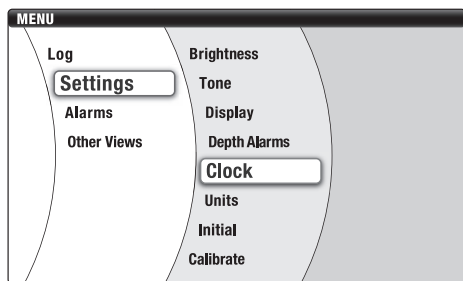 MENU
Log
Settings
Alarms
Other Views
Brightness
Tone
Display
Depth Alarms
Clock
Units
Initial
Calibrate